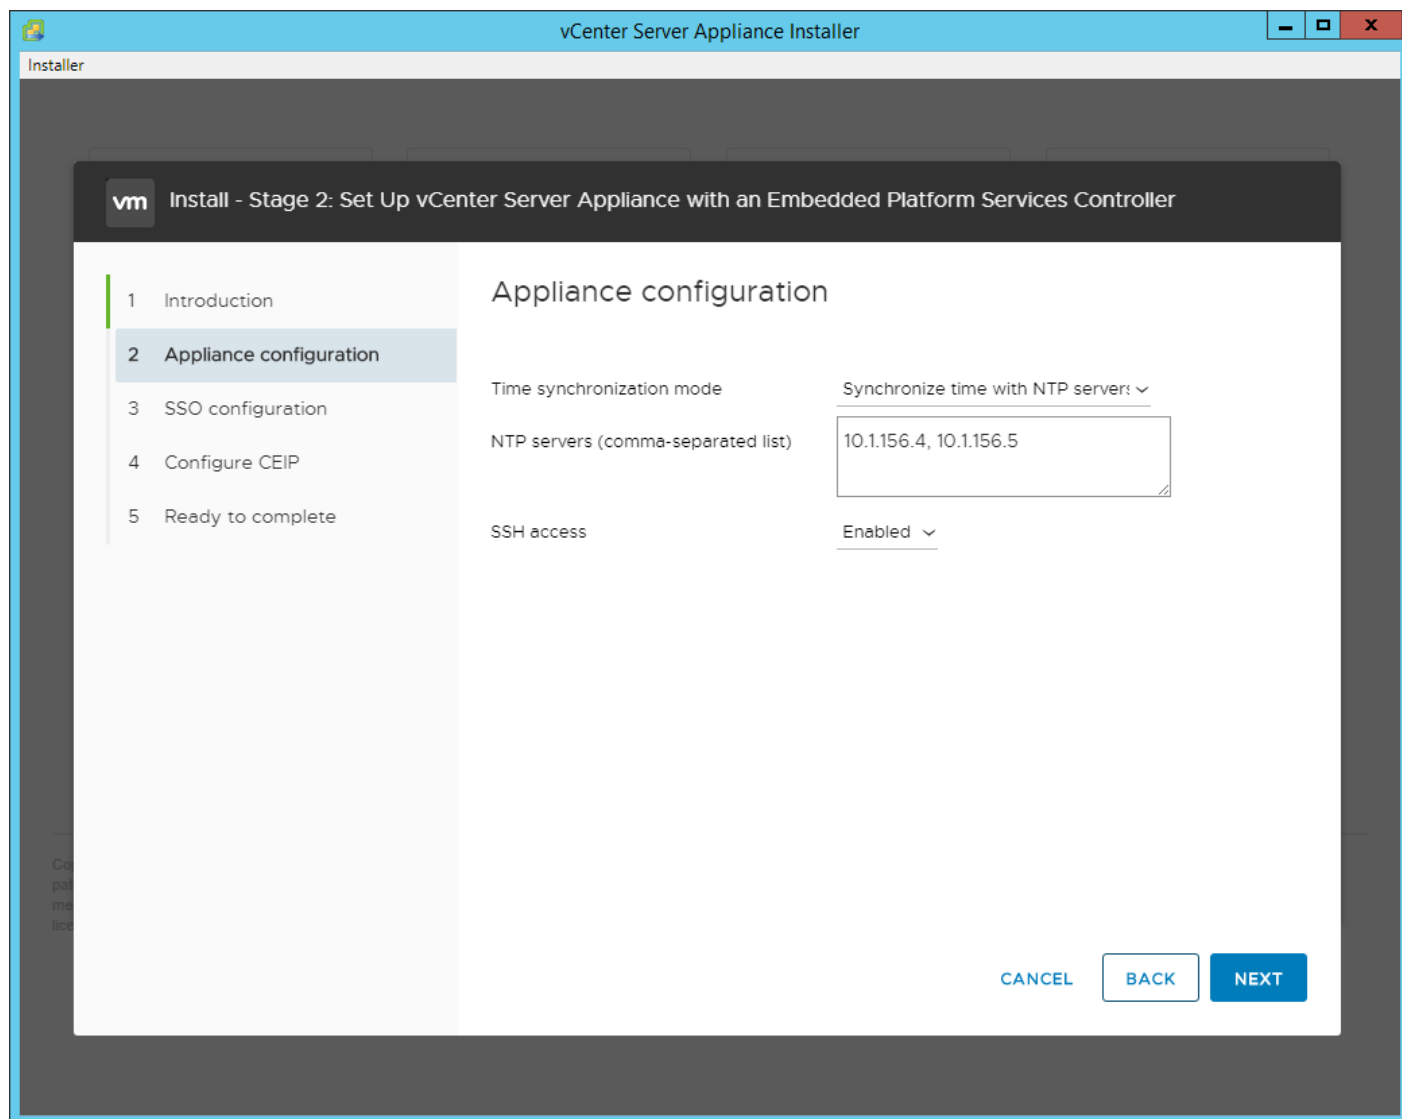 vCenter Server Appliance Installer
Installer
vm Install - Stage 2: Set Up vCenter Server Appliance with an Embedded Platform Services Controller
1 Introduction
2 Appliance configuration
3 SSO configuration
4 Configure CEIP
5 Ready to complete
Appliance configuration
Time synchronization mode Synchronize time with NTP servers
NTP servers (comma-separated list) 10.1.156.4, 10.1.156.5
SSH access Enabled
CANCEL BACK NEXT